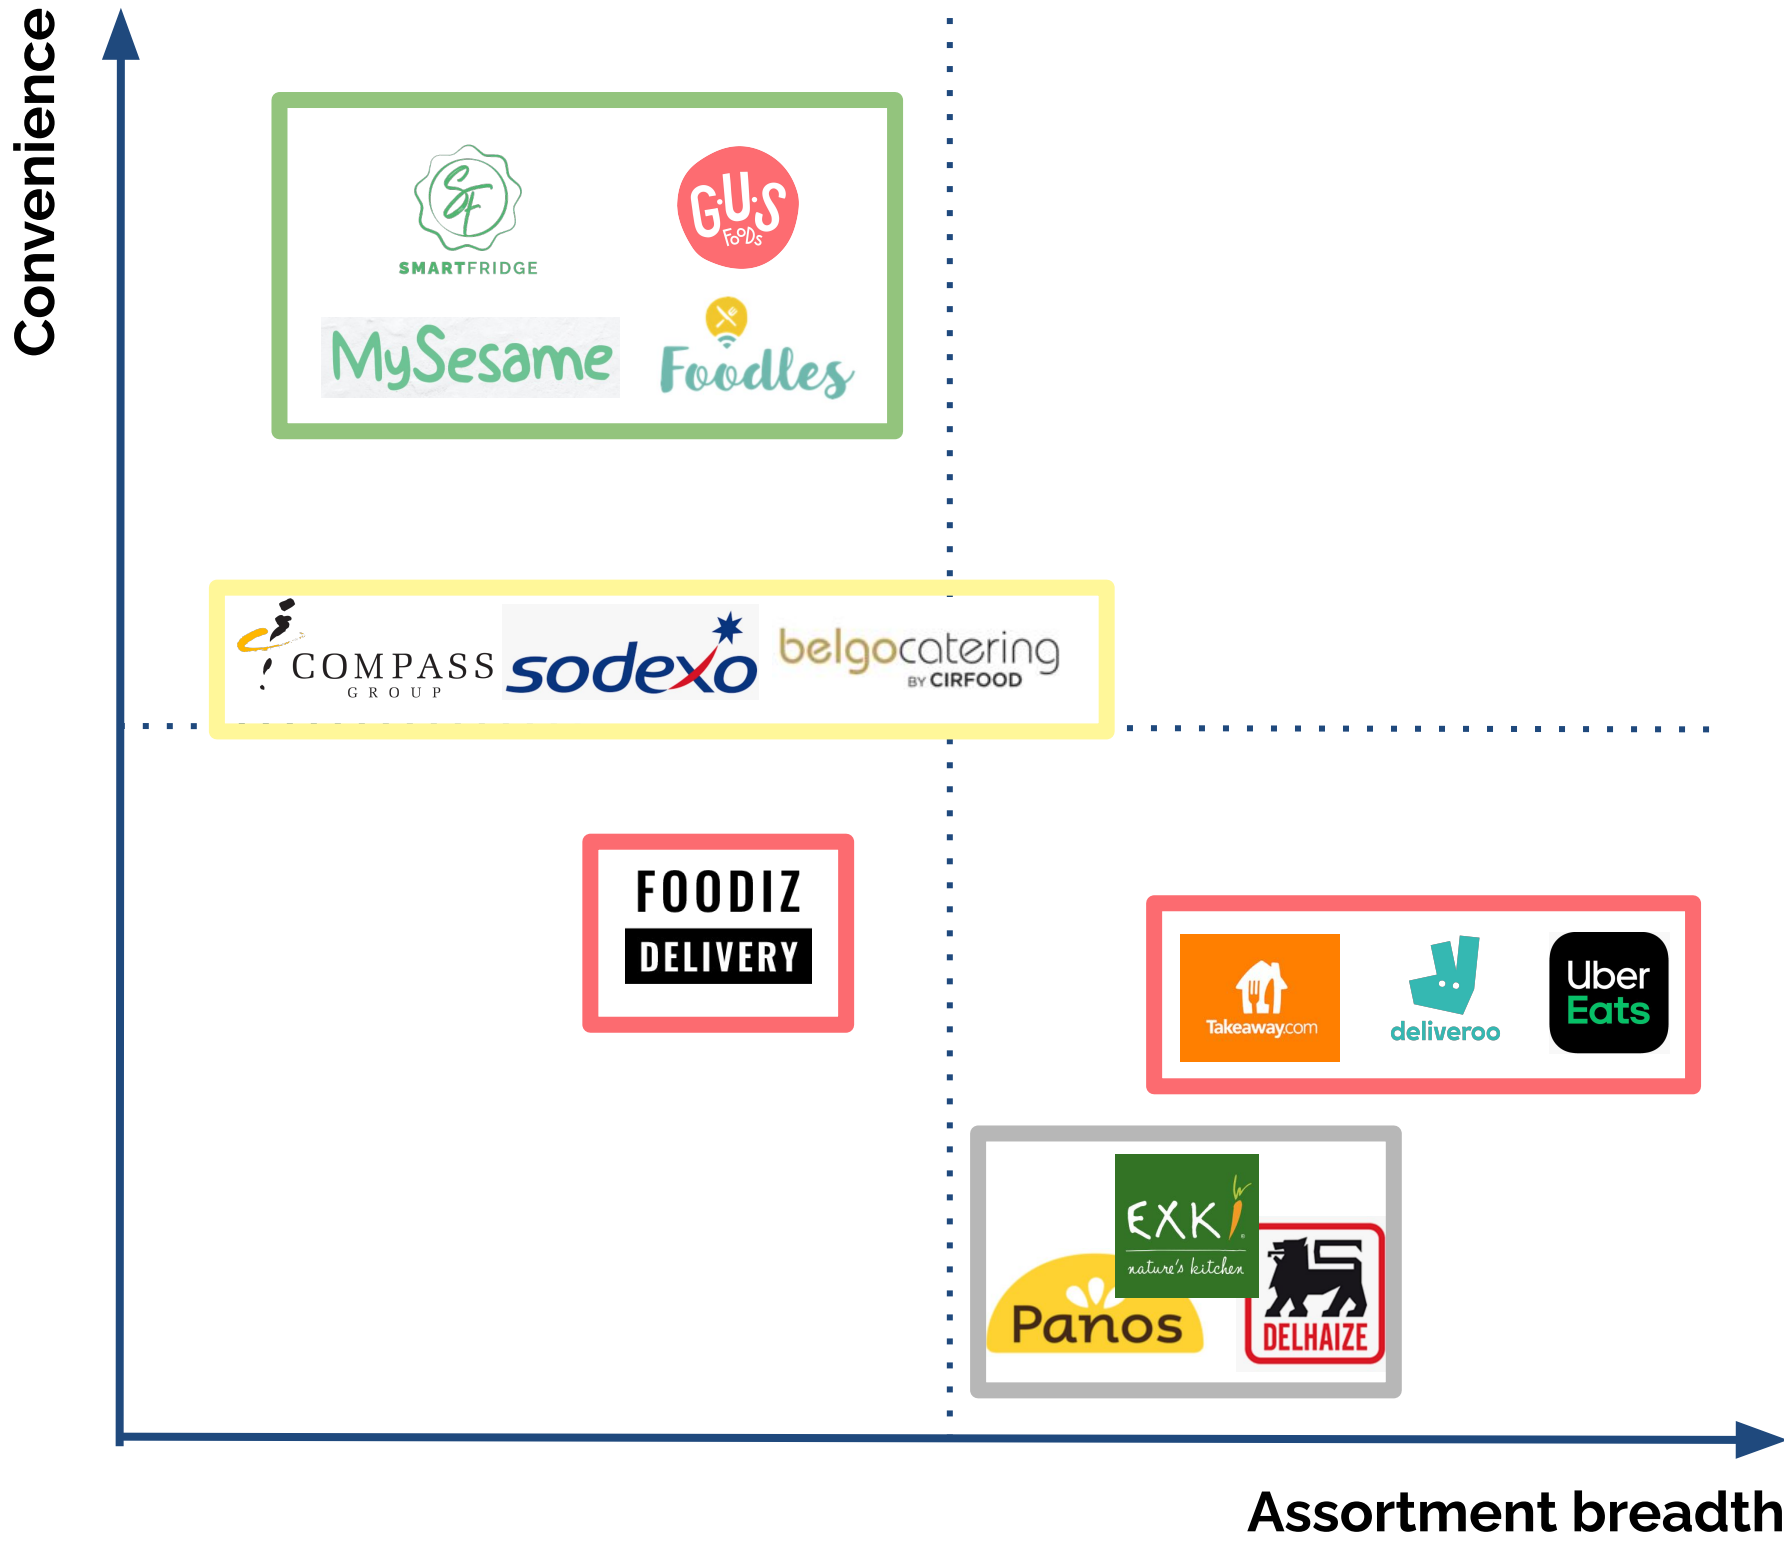 Convenience
SF
SMARTFRIDGE
G.U.S
FOODS
MySesame
Foodles
COMPASS
GROUP
sodexo
belgocatering
BY CIRFOOD
FOODIZ
DELIVERY
Takeaway.com
deliveroo
Uber
Eats
EXKi
nature's kitchen
Panos
DELHAIZE
Assortment breadth